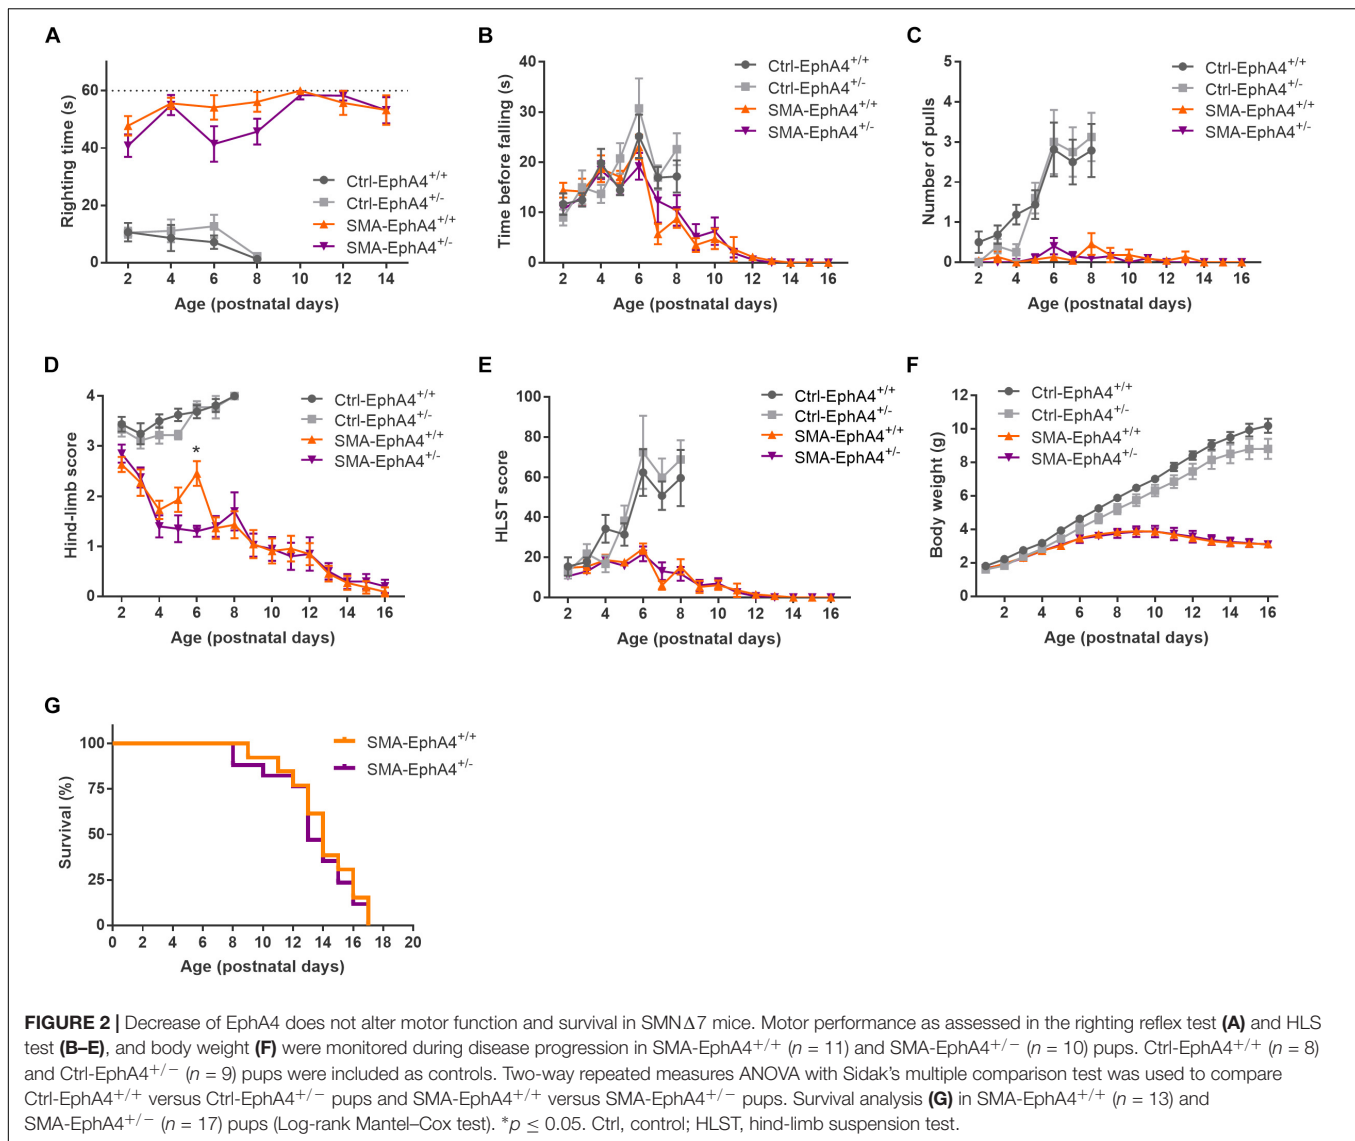 A
Righting time (s)
60
40
20
0
2 4 6 8 10 12 14
Age (postnatal days)
Ctrl-EphA4+/+
Ctrl-EphA4+/-
SMA-EphA4+/+
SMA-EphA4+/-
B
Time before falling (s)
40
30
20
10
0
2 4 6 8 10 12 14 16
Age (postnatal days)
Ctrl-EphA4+/+
Ctrl-EphA4+/-
SMA-EphA4+/+
SMA-EphA4+/-
C
Number of pulls
5
4
3
2
1
0
2 4 6 8 10 12 14 16
Age (postnatal days)
Ctrl-EphA4+/+
Ctrl-EphA4+/-
SMA-EphA4+/+
SMA-EphA4+/-
D
Hind-limb score
4
3
2
1
0
*
2 4 6 8 10 12 14 16
Age (postnatal days)
Ctrl-EphA4+/+
Ctrl-EphA4+/-
SMA-EphA4+/+
SMA-EphA4+/-
E
HLST score
100
80
60
40
20
0
2 4 6 8 10 12 14 16
Age (postnatal days)
Ctrl-EphA4+/+
Ctrl-EphA4+/-
SMA-EphA4+/+
SMA-EphA4+/-
F
Body weight (g)
12
10
8
6
4
2
0
2 4 6 8 10 12 14 16
Age (postnatal days)
Ctrl-EphA4+/+
Ctrl-EphA4+/-
SMA-EphA4+/+
SMA-EphA4+/-
G
Survival (%)
100
75
50
25
0
0 2 4 6 8 10 12 14 16 18 20
Age (postnatal days)
SMA-EphA4+/+
SMA-EphA4+/-
FIGURE 2 | Decrease of EphA4 does not alter motor function and survival in SMNΔ7 mice. Motor performance as assessed in the righting reflex test (A) and HLS
test (B–E), and body weight (F) were monitored during disease progression in SMA-EphA4+/+ (n = 11) and SMA-EphA4+/− (n = 10) pups. Ctrl-EphA4+/+ (n = 8)
and Ctrl-EphA4+/− (n = 9) pups were included as controls. Two-way repeated measures ANOVA with Sidak's multiple comparison test was used to compare
Ctrl-EphA4+/+ versus Ctrl-EphA4+/− pups and SMA-EphA4+/+ versus SMA-EphA4+/− pups. Survival analysis (G) in SMA-EphA4+/+ (n = 13) and
SMA-EphA4+/− (n = 17) pups (Log-rank Mantel–Cox test). *p ≤ 0.05. Ctrl, control; HLST, hind-limb suspension test.